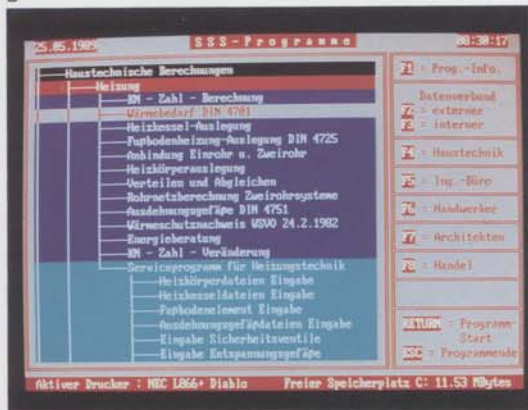 25.05.1989
SSS-Programme
00:30:17
Haustechnische Berechnungen
Heizung
KM - Zahl - Berechnung
Wärmebedarf DIN 4701
Heizkessel-Auslegung
Fußbodenheizung-Auslegung DIN 4725
Anbindung Einrohr u. Zweirohr
Heizkörperauslegung
Verteilen und Abgleichen
Rohrnetzberechnung Zweirohrsysteme
Ausdehnungsgefäße DIN 4751
Wärmeschutznachweis WSVO 24.2.1982
Energieberatung
KM - Zahl - Veränderung
Serviceprogramm für Heizungstechnik
Heizkörperdateien Eingabe
Heizkesseldateien Eingabe
Fußbodenelement Eingabe
Ausdehnungsgefäßdateien Eingabe
Eingabe Sicherheitsventile
Eingabe Entspannungsgefäße
F1 = Prog.-Info.
Datenverbund
F2 = externer
F3 = interner
F4 = Haustechnik
F5 = Ing.-Büro
F6 = Handwerker
F7 = Architekten
F8 = Handel
RETURN = Programm-
Start
ESC = Programmende
Aktiver Drucker : NEC L866+ Diablo
Freier Speicherplatz C: 11.53 MBytes